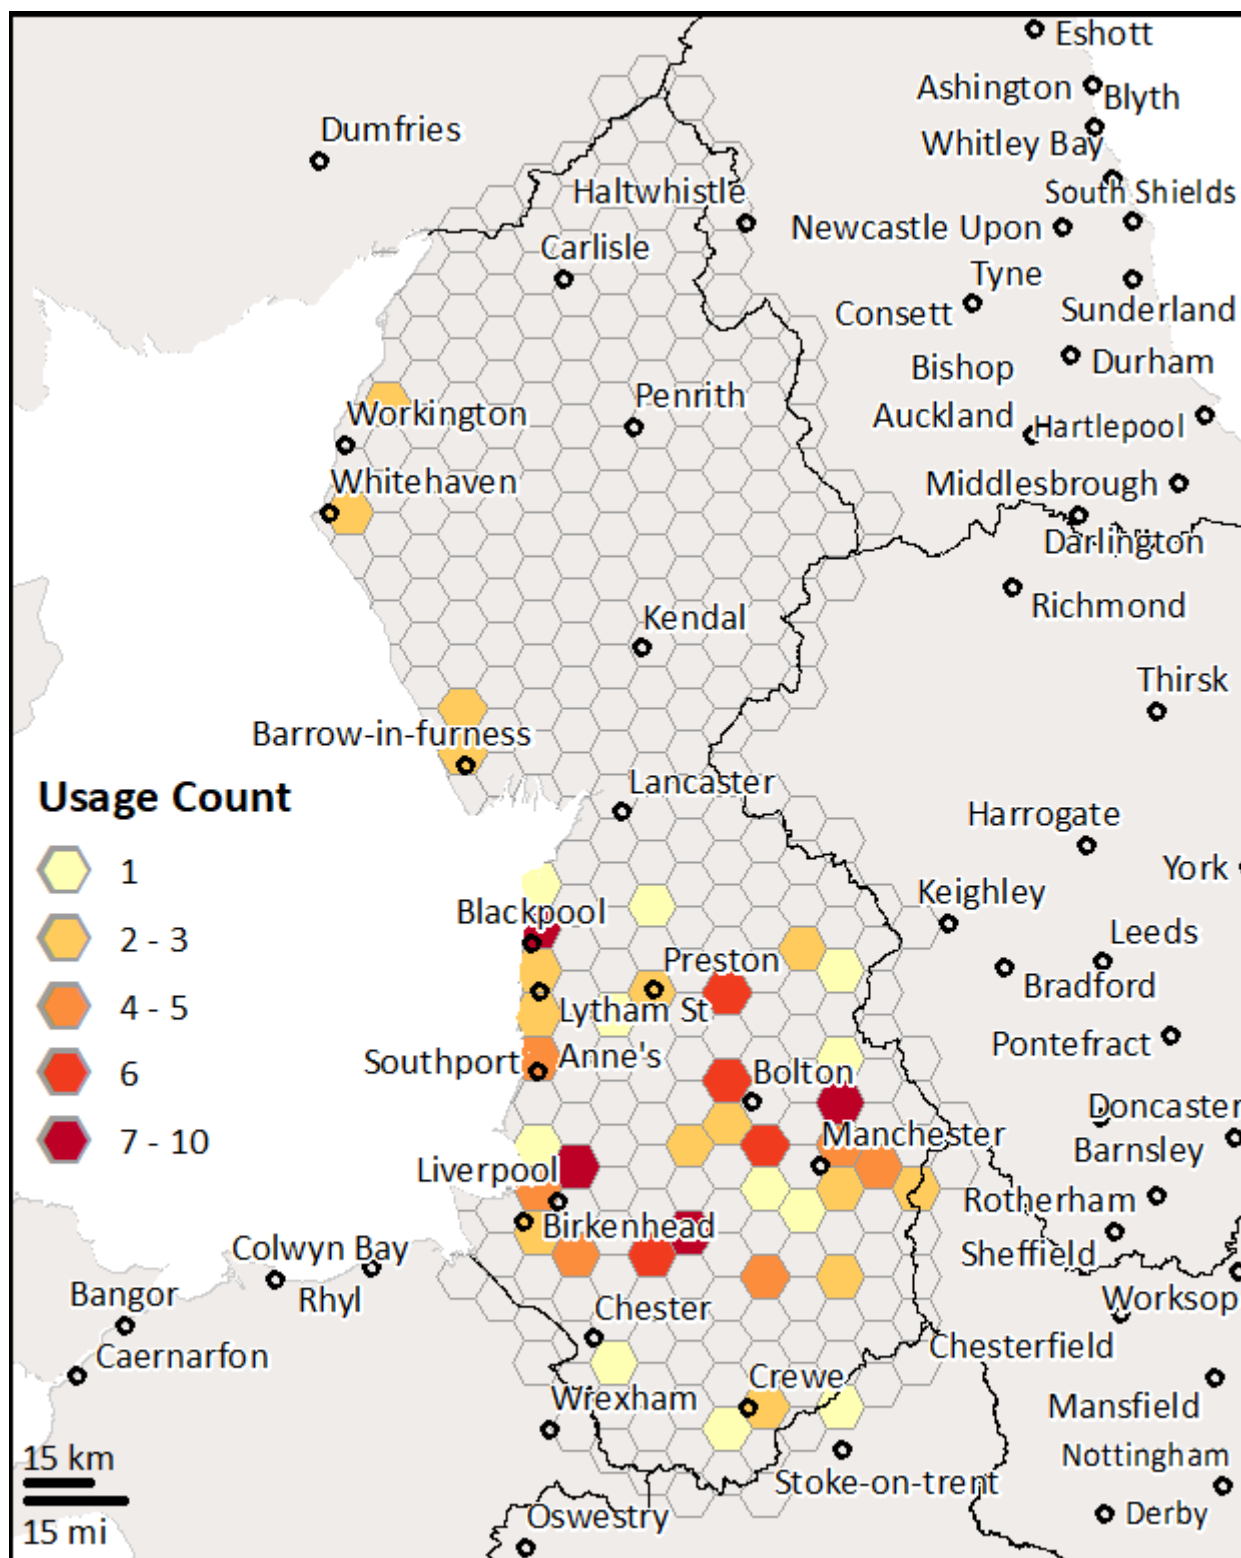 Eshott
Ashington
Blyth
Dumfries
Whitley Bay
Haltwhistle
South Shields
Newcastle Upon
Tyne
Carlisle
Consett
Sunderland
Bishop
Auckland
Durham
Penrith
Workington
Hartlepool
Whitehaven
Middlesbrough
Darlington
Richmond
Kendal
Thirsk
Barrow-in-furness
Lancaster
Usage Count
1
2 - 3
4 - 5
6
7 - 10
Harrogate
York
Keighley
Blackpool
Leeds
Preston
Bradford
Lytham St
Anne's
Southport
Pontefract
Bolton
Doncaster
Manchester
Barnsley
Liverpool
Rotherham
Birkenhead
Sheffield
Colwyn Bay
Rhyl
Bangor
Worksop
Chester
Caernarfon
Chesterfield
Crewe
Wrexham
Mansfield
Nottingham
15 km
15 mi
Stoke-on-trent
Oswestry
Derby